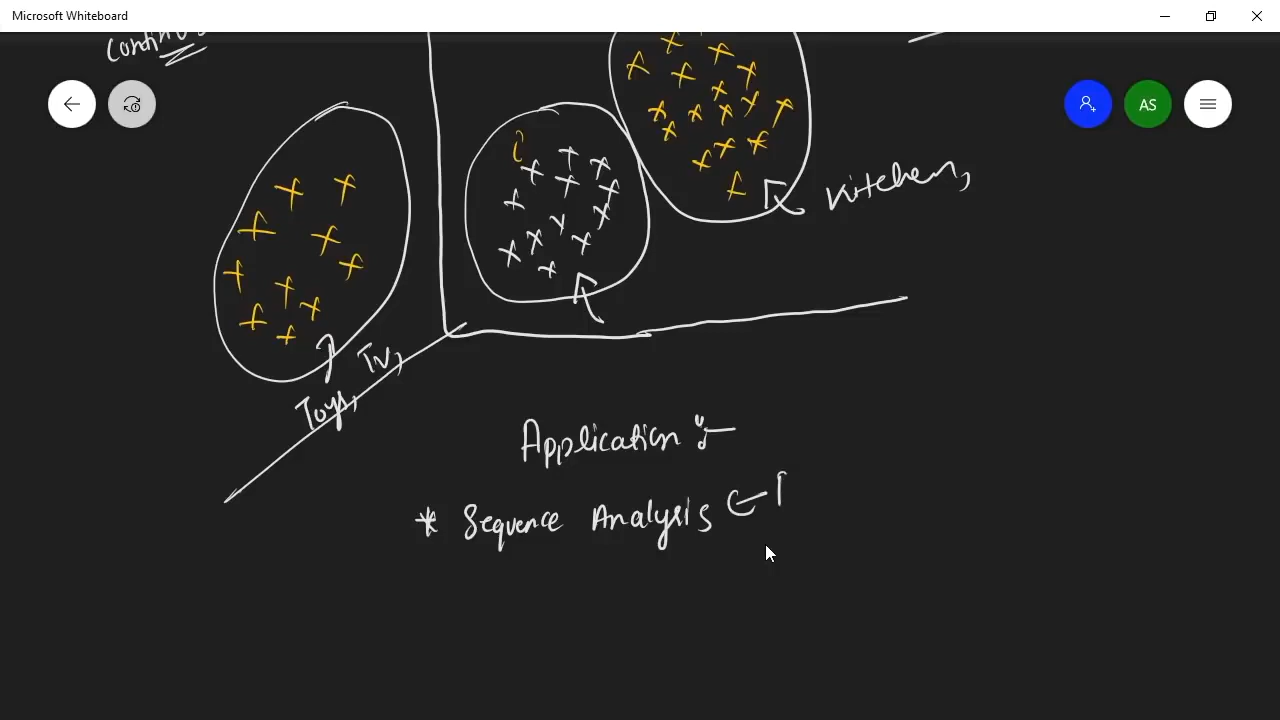 Microsoft Whiteboard
AS
Kitchen,
Tv,
Toys,
Application :-
* Sequence Analysis